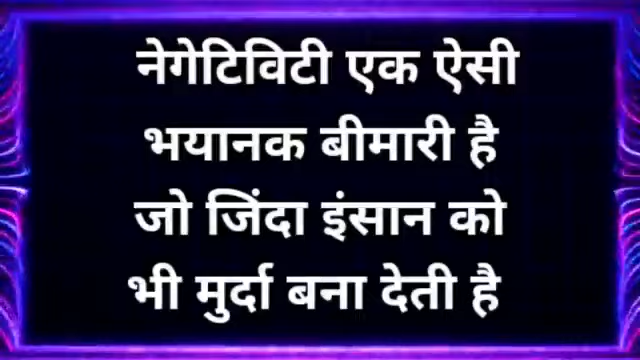 नेगेटिविटी एक ऐसी
भयानक बीमारी है
जो जिंदा इंसान को
भी मुर्दा बना देती है